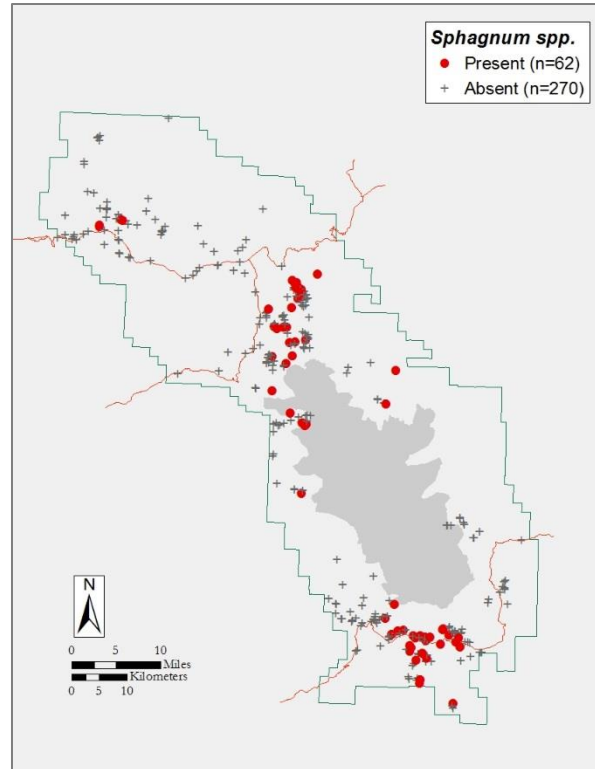 Sphagnum spp.
Present (n=62)
Absent (n=270)
N
0 5 10
Miles
Kilometers
0 5 10